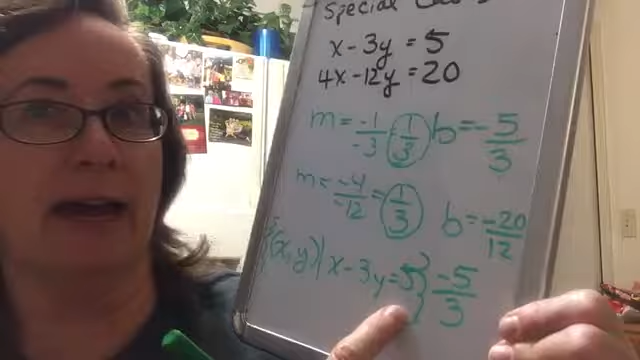 Special
x - 3y = 5
4x - 12y = 20
m = -1/-3 = 1/3 b = -5/3
m = -4/-12 = 1/3 b = -20/12
{(x, y) | x - 3y = 5} -5/3